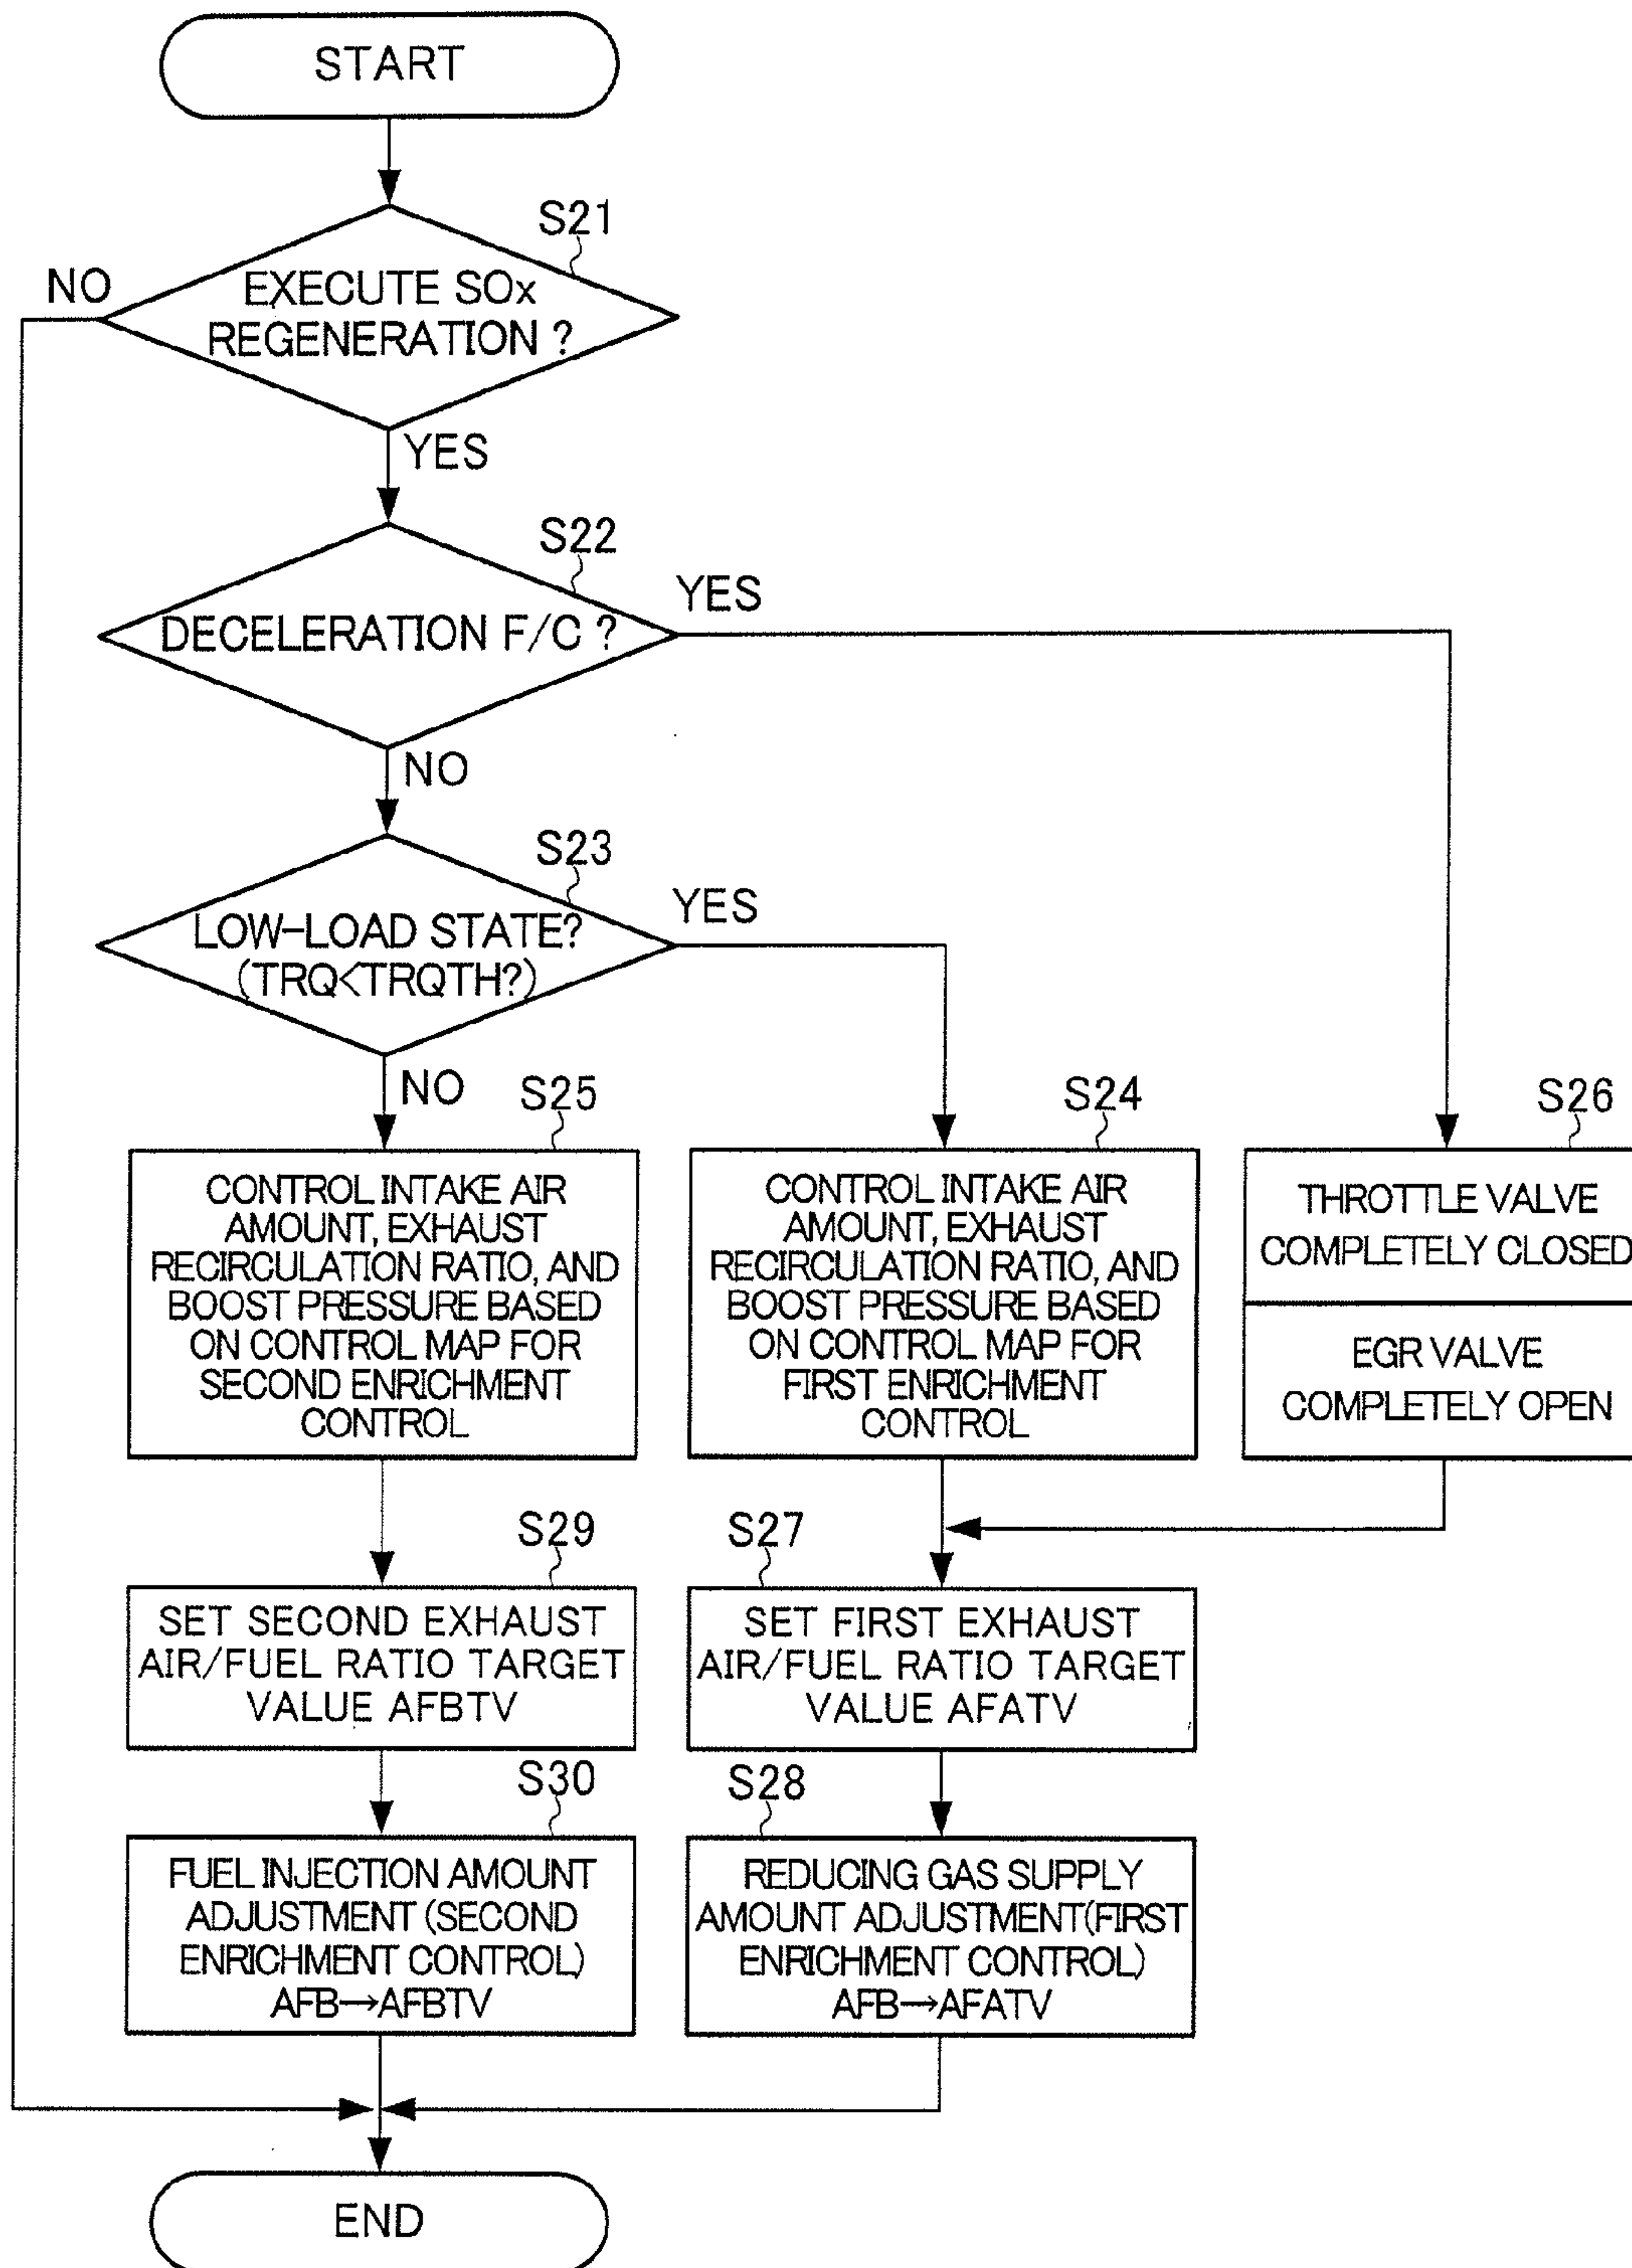 START
S21
NO
EXECUTE SOx
REGENERATION ?
YES
S22
DECELERATION F/C ?
YES
NO
S23
LOW-LOAD STATE?
(TRQ<TRQTH?)
YES
NO
S25
CONTROL INTAKE AIR
AMOUNT, EXHAUST
RECIRCULATION RATIO, AND
BOOST PRESSURE BASED
ON CONTROL MAP FOR
SECOND ENRICHMENT
CONTROL
S24
CONTROL INTAKE AIR
AMOUNT, EXHAUST
RECIRCULATION RATIO, AND
BOOST PRESSURE BASED
ON CONTROL MAP FOR
FIRST ENRICHMENT
CONTROL
S26
THROTTLE VALVE
COMPLETELY CLOSED
EGR VALVE
COMPLETELY OPEN
S29
SET SECOND EXHAUST
AIR/FUEL RATIO TARGET
VALUE AFBTV
S27
SET FIRST EXHAUST
AIR/FUEL RATIO TARGET
VALUE AFATV
S30
FUEL INJECTION AMOUNT
ADJUSTMENT (SECOND
ENRICHMENT CONTROL)
AFB→AFBTV
S28
REDUCING GAS SUPPLY
AMOUNT ADJUSTMENT(FIRST
ENRICHMENT CONTROL)
AFB→AFATV
END